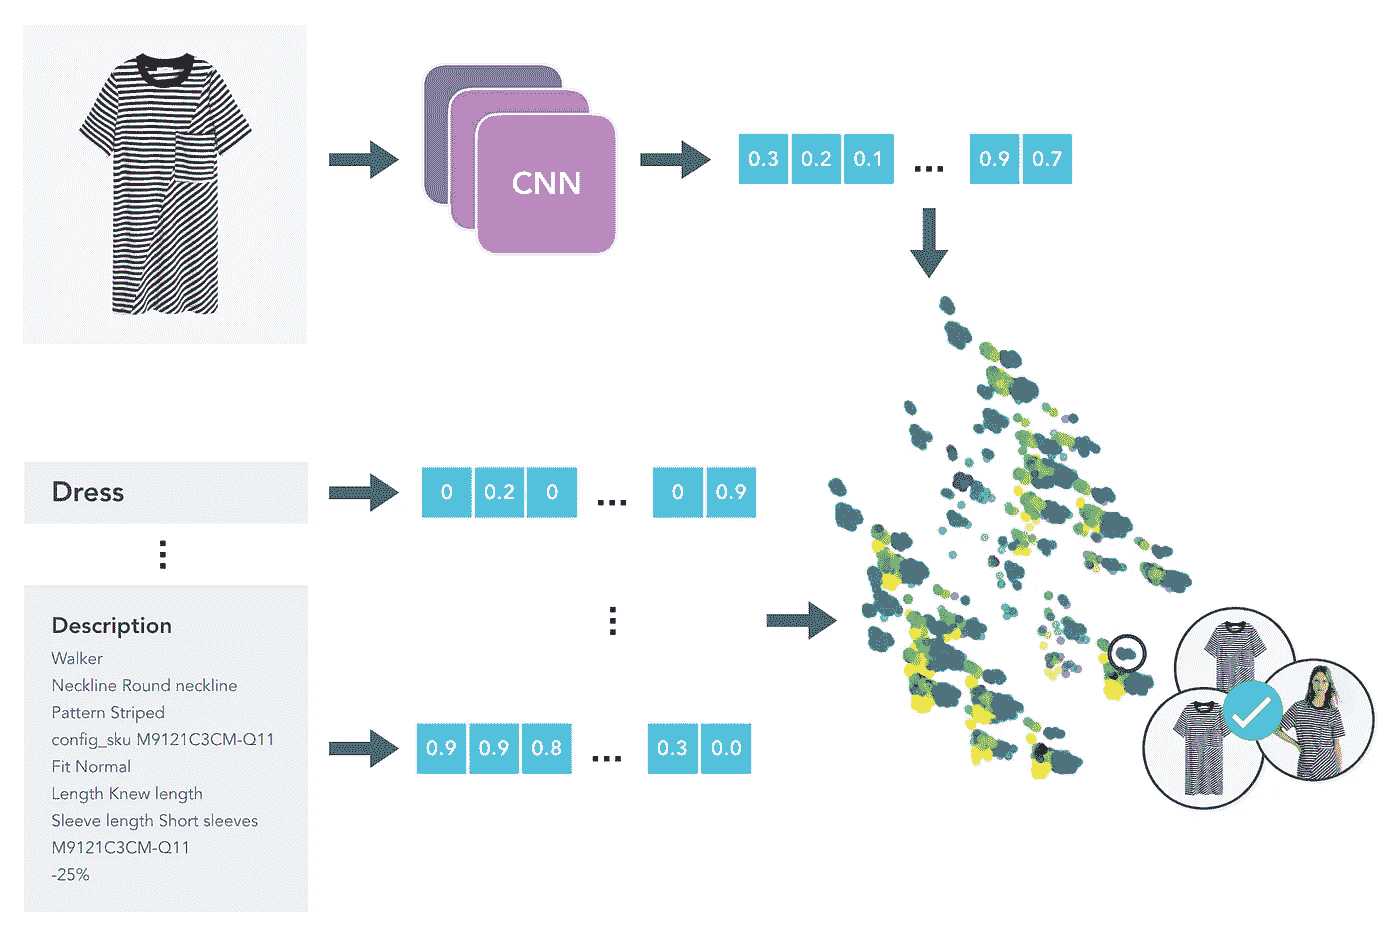 CNN
0.3 0.2 0.1 ... 0.9 0.7
Dress
0 0.2 0 ... 0 0.9
Description
Walker
Neckline Round neckline
Pattern Striped
config_sku M9121C3CM-Q11
Fit Normal
Length Knew length
Sleeve length Short sleeves
M9121C3CM-Q11
-25%
0.9 0.9 0.8 ... 0.3 0.0